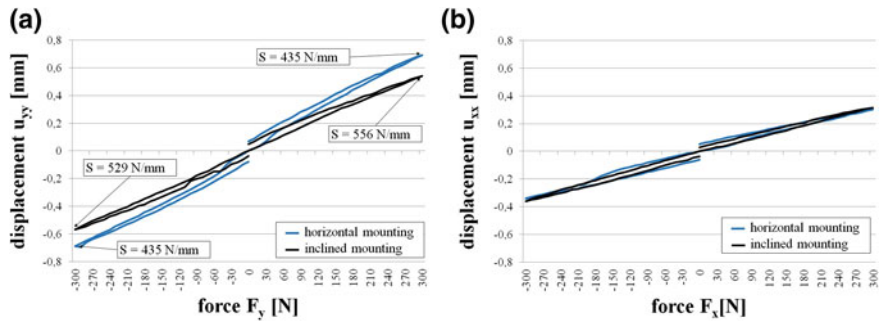 (a)
displacement u_yy [mm]
0,8
0,6
0,4
0,2
0
-0,2
-0,4
-0,6
-0,8
S = 435 N/mm
S = 556 N/mm
S = 529 N/mm
S = 435 N/mm
horizontal mounting
inclined mounting
-300 -270 -240 -210 -180 -150 -120 -90 -60 -30 0 30 60 90 120 150 180 210 240 270 300
force F_y [N]
(b)
displacement u_xx [mm]
0,8
0,6
0,4
0,2
0
-0,2
-0,4
-0,6
-0,8
horizontal mounting
inclined mounting
-300 -270 -240 -210 -180 -150 -120 -90 -60 -30 0 30 60 90 120 150 180 210 240 270 300
force F_x[N]